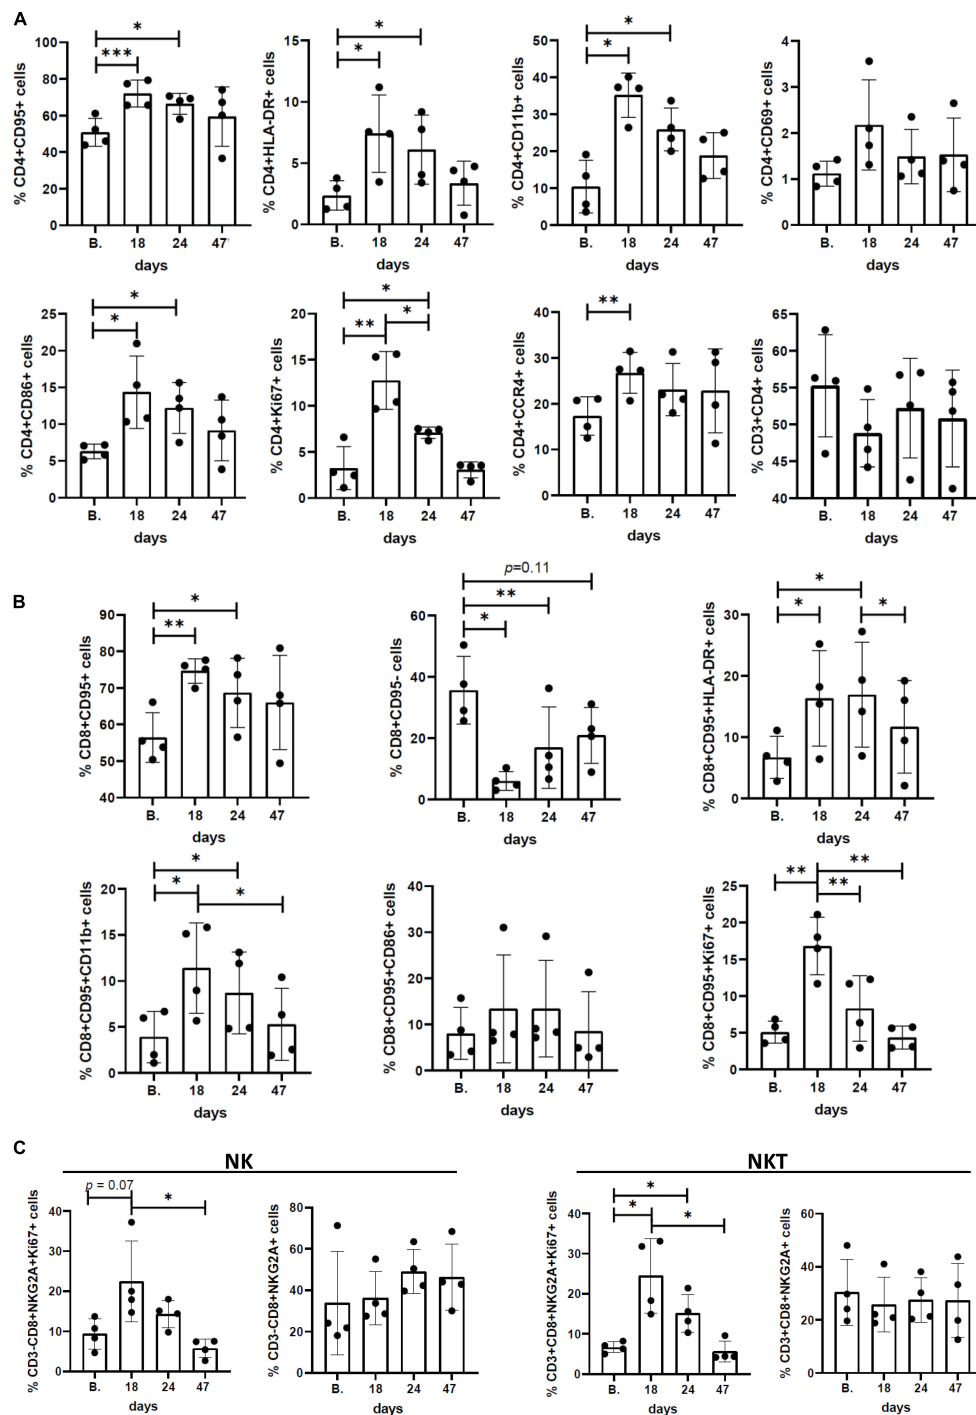 A
% CD4+CD95+ cells
100
80
60
40
20
0
***
*
B. 18 24 47
days
% CD4+HLA-DR+ cells
15
10
5
0
*
*
B. 18 24 47
days
% CD4+CD11b+ cells
50
40
30
20
10
0
*
*
B. 18 24 47
days
% CD4+CD69+ cells
4
3
2
1
0
B. 18 24 47
days
% CD4+CD86+ cells
25
20
15
10
5
0
*
*
B. 18 24 47
days
% CD4+Ki67+ cells
20
15
10
5
0
*
** *
B. 18 24 47
days
% CD4+CCR4+ cells
40
30
20
10
0
**
B. 18 24 47
days
% CD3+CD4+ cells
65
60
55
50
45
40
B. 18 24 47
days
B
% CD8+CD95+ cells
90
80
70
60
50
40
*
**
B. 18 24 47
days
% CD8+CD95- cells
60
40
20
0
p=0.11
**
*
B. 18 24 47
days
% CD8+CD95+HLA-DR+ cells
30
20
10
0
*
* *
B. 18 24 47
days
% CD8+CD95+CD11b+ cells
20
15
10
5
0
*
* *
B. 18 24 47
days
% CD8+CD95+CD86+ cells
40
30
20
10
0
B. 18 24 47
days
% CD8+CD95+Ki67+ cells
25
20
15
10
5
0
** **
**
B. 18 24 47
days
C
NK
% CD3-CD8+NKG2A+Ki67+ cells
40
30
20
10
0
p = 0.07
*
B. 18 24 47
days
% CD3-CD8+NKG2A+ cells
80
60
40
20
0
B. 18 24 47
days
NKT
% CD3+CD8+NKG2A+Ki67+ cells
40
30
20
10
0
*
* *
B. 18 24 47
days
% CD3+CD8+NKG2A+ cells
60
40
20
0
B. 18 24 47
days